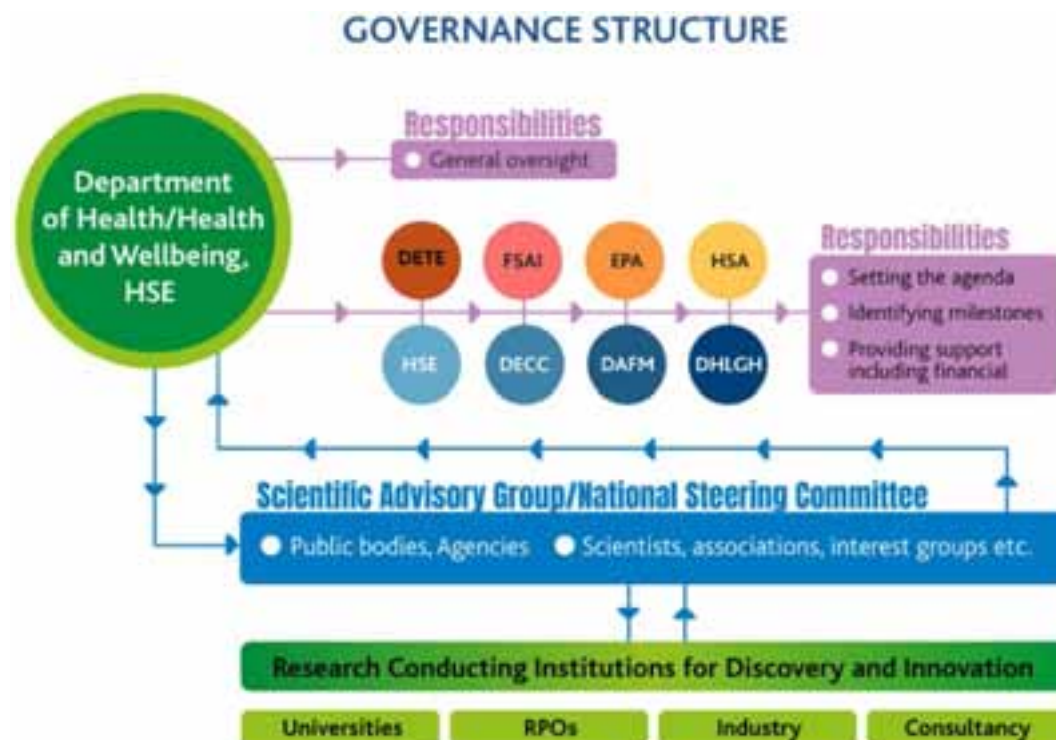 GOVERNANCE STRUCTURE
Responsibilities
General oversight
Department
of Health/Health
and Wellbeing,
HSE
DETE
FSAI
EPA
HSA
HSE
DECC
DAFM
DHLGH
Responsibilities
Setting the agenda
Identifying milestones
Providing support
including financial
Scientific Advisory Group/National Steering Committee
Public bodies, Agencies
Scientists, associations, interest groups etc.
Research Conducting Institutions for Discovery and Innovation
Universities
RPOs
Industry
Consultancy